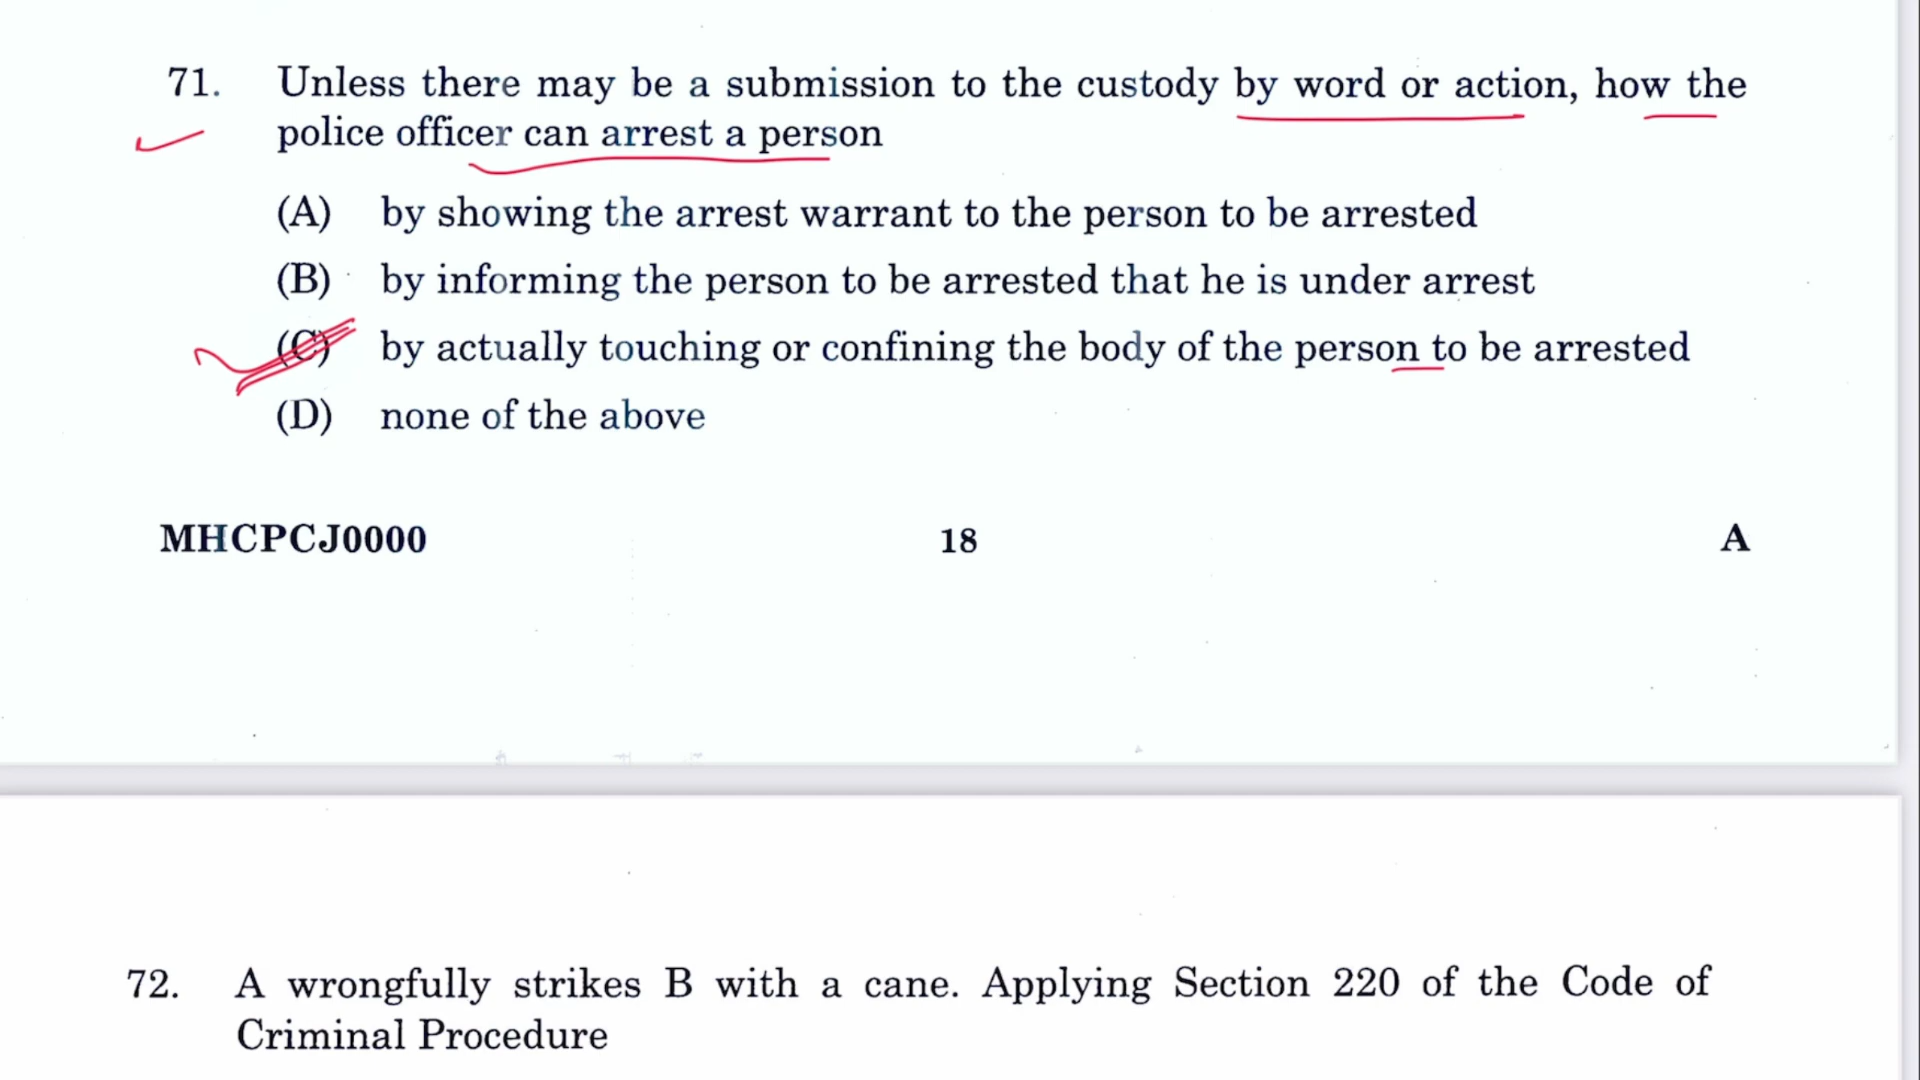 71. Unless there may be a submission to the custody by word or action, how the
police officer can arrest a person
(A) by showing the arrest warrant to the person to be arrested
(B) by informing the person to be arrested that he is under arrest
(C) by actually touching or confining the body of the person to be arrested
(D) none of the above
MHCPCJ0000 18 A
72. A wrongfully strikes B with a cane. Applying Section 220 of the Code of
Criminal Procedure